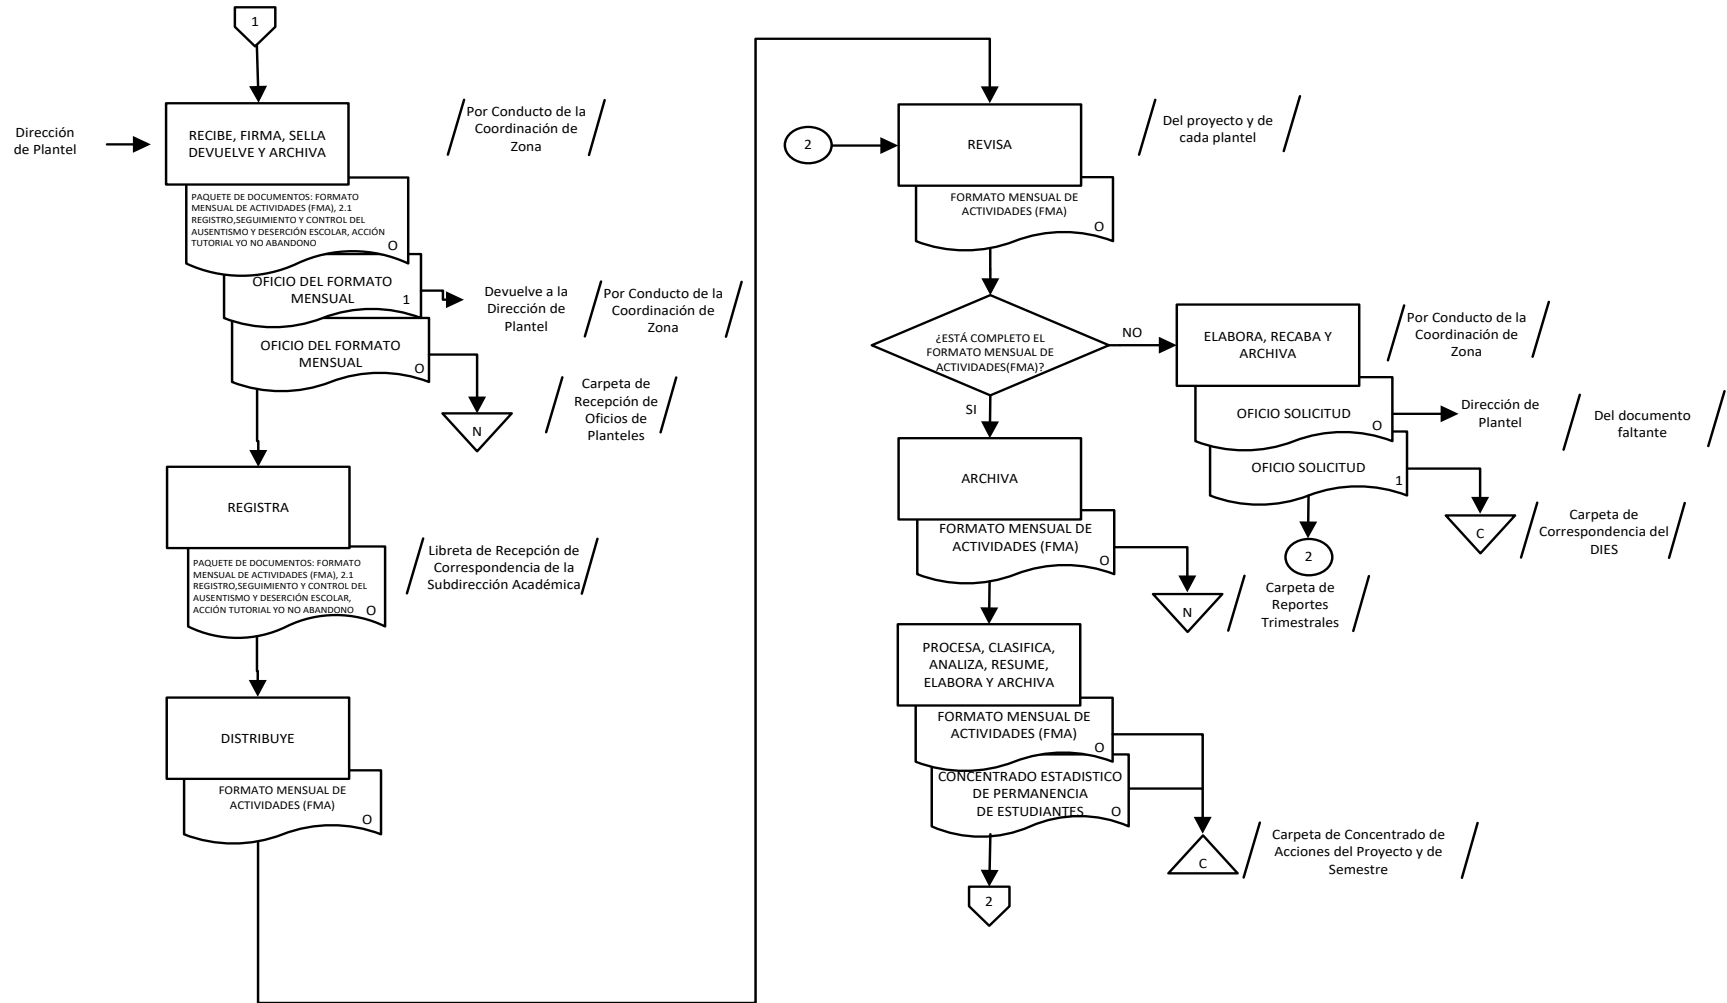 1
Dirección
de Plantel
RECIBE, FIRMA, SELLA
DEVUELVE Y ARCHIVA
Por Conducto de la
Coordinación de
Zona
PAQUETE DE DOCUMENTOS: FORMATO
MENSUAL DE ACTIVIDADES (FMA), 2.1
REGISTRO,SEGUIMIENTO Y CONTROL DEL
AUSENTISMO Y DESERCIÓN ESCOLAR, ACCIÓN
TUTORIAL YO NO ABANDONO
O
OFICIO DEL FORMATO
MENSUAL
1
Devuelve a la
Dirección de
Plantel
Por Conducto de la
Coordinación de
Zona
OFICIO DEL FORMATO
MENSUAL
O
N
Carpeta de
Recepción de
Oficios de
Planteles
REGISTRA
PAQUETE DE DOCUMENTOS: FORMATO
MENSUAL DE ACTIVIDADES (FMA), 2.1
REGISTRO,SEGUIMIENTO Y CONTROL DEL
AUSENTISMO Y DESERCIÓN ESCOLAR,
ACCIÓN TUTORIAL YO NO ABANDONO
O
Libreta de Recepción de
Correspondencia de la
Subdirección Académica
DISTRIBUYE
FORMATO MENSUAL DE
ACTIVIDADES (FMA)
O
2
REVISA
Del proyecto y de
cada plantel
FORMATO MENSUAL DE
ACTIVIDADES (FMA)
O
¿ESTÁ COMPLETO EL
FORMATO MENSUAL DE
ACTIVIDADES(FMA)?
NO
SI
ELABORA, RECABA Y
ARCHIVA
Por Conducto de la
Coordinación de
Zona
OFICIO SOLICITUD
O
Dirección de
Plantel
Del documento
faltante
OFICIO SOLICITUD
1
C
Carpeta de
Correspondencia del
DIES
2
ARCHIVA
FORMATO MENSUAL DE
ACTIVIDADES (FMA)
O
N
Carpeta de
Reportes
Trimestrales
PROCESA, CLASIFICA,
ANALIZA, RESUME,
ELABORA Y ARCHIVA
FORMATO MENSUAL DE
ACTIVIDADES (FMA)
O
CONCENTRADO ESTADISTICO
DE PERMANENCIA
DE ESTUDIANTES
O
C
Carpeta de Concentrado de
Acciones del Proyecto y de
Semestre
2